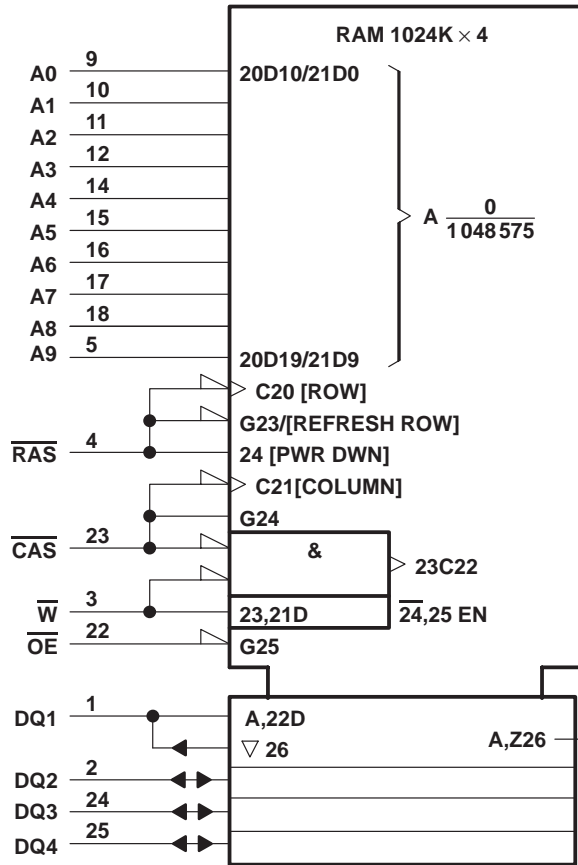 RAM 1024K × 4
A0 9 20D10/21D0
A1 10
A2 11
A3 12
A4 14
A5 15
A6 16
A7 17
A8 18
A9 5 20D19/21D9
A 0
1 048 575
C20 [ROW]
G23/[REFRESH ROW]
RAS 4 24 [PWR DWN]
C21[COLUMN]
G24
CAS 23 &
23C22
W 3 23,21D 24,25 EN
OE 22 G25
DQ1 1 A,22D
26 A,Z26
DQ2 2
DQ3 24
DQ4 25